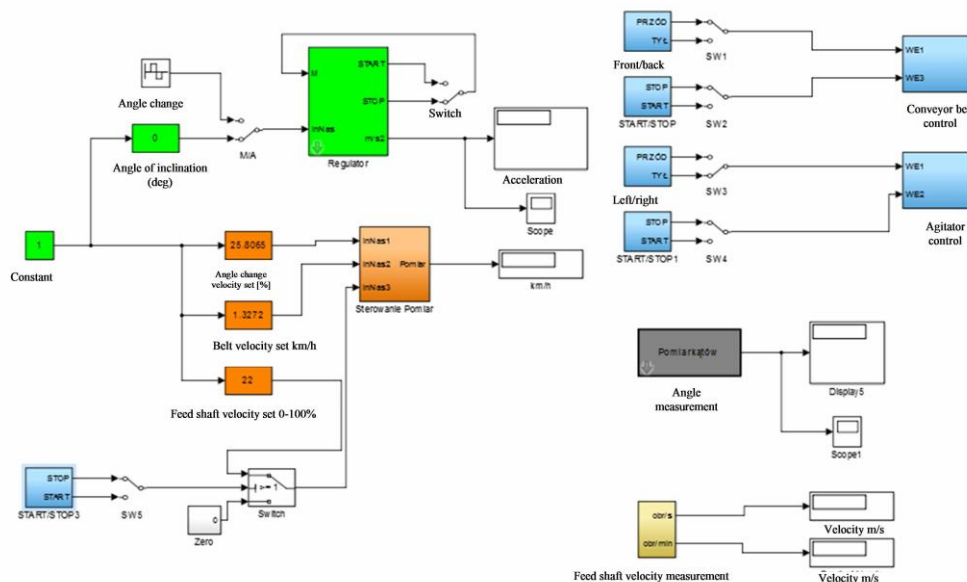 Angle change
0
Angle of inclination
(deg)
M/A
M
InNas
START
STOP
m/s2
Regulator
Switch
Acceleration
Scope
1
Constant
25.8065
Angle change
velocity set [%]
1.3272
Belt velocity set km/h
22
Feed shaft velocity set 0-100%
InNas1
InNas2
InNas3
Pomiar
Sterowanie Pomiar
km/h
STOP
START
START/STOP3
SW5
0
Zero
>= 1
Switch
PRZÓD
TYŁ
Front/back
SW1
STOP
START
START/STOP
SW2
WE1
WE3
Conveyor be
control
PRZÓD
TYŁ
Left/right
SW3
STOP
START
START/STOP1
SW4
WE1
WE2
Agitator
control
Pomiar kątów
Angle
measurement
Display5
Scope1
obr/s
obr/min
Feed shaft velocity measurement
Velocity m/s
Velocity m/s